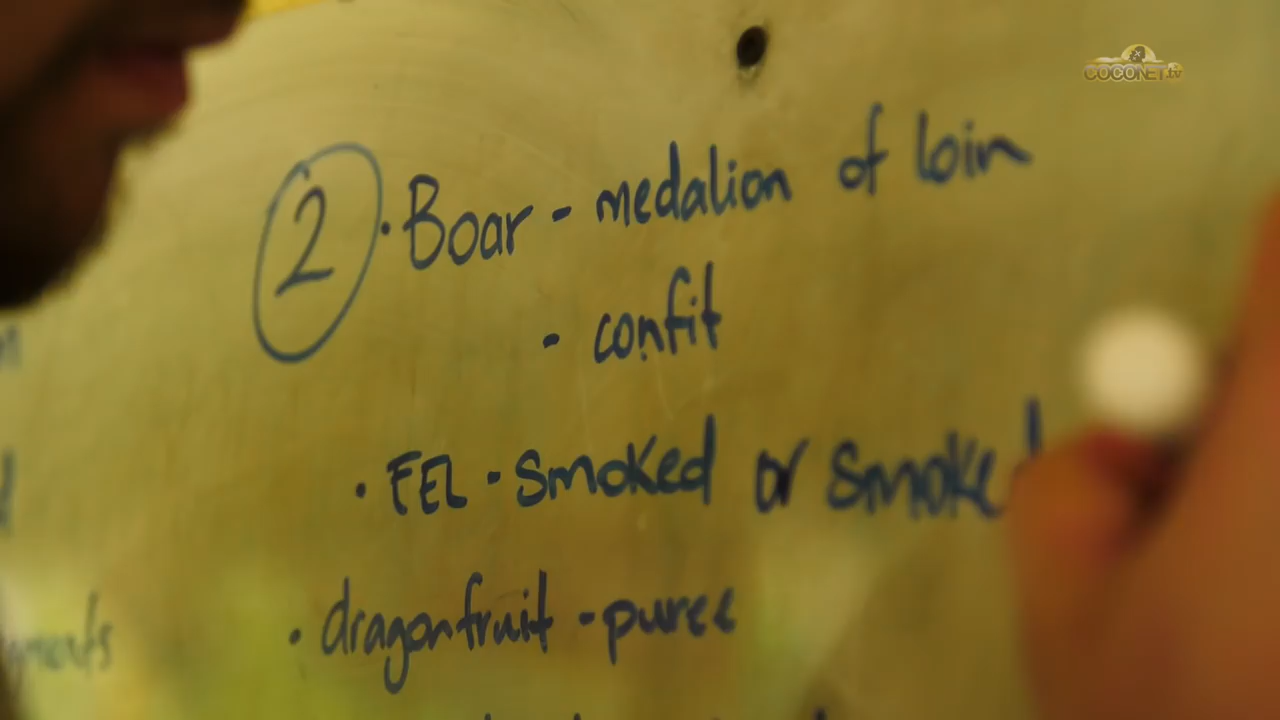 COCONET.tv
2 · Boar - medalion of loin
- confit
· EEL · smoked or smoke
· dragonfruit - puree